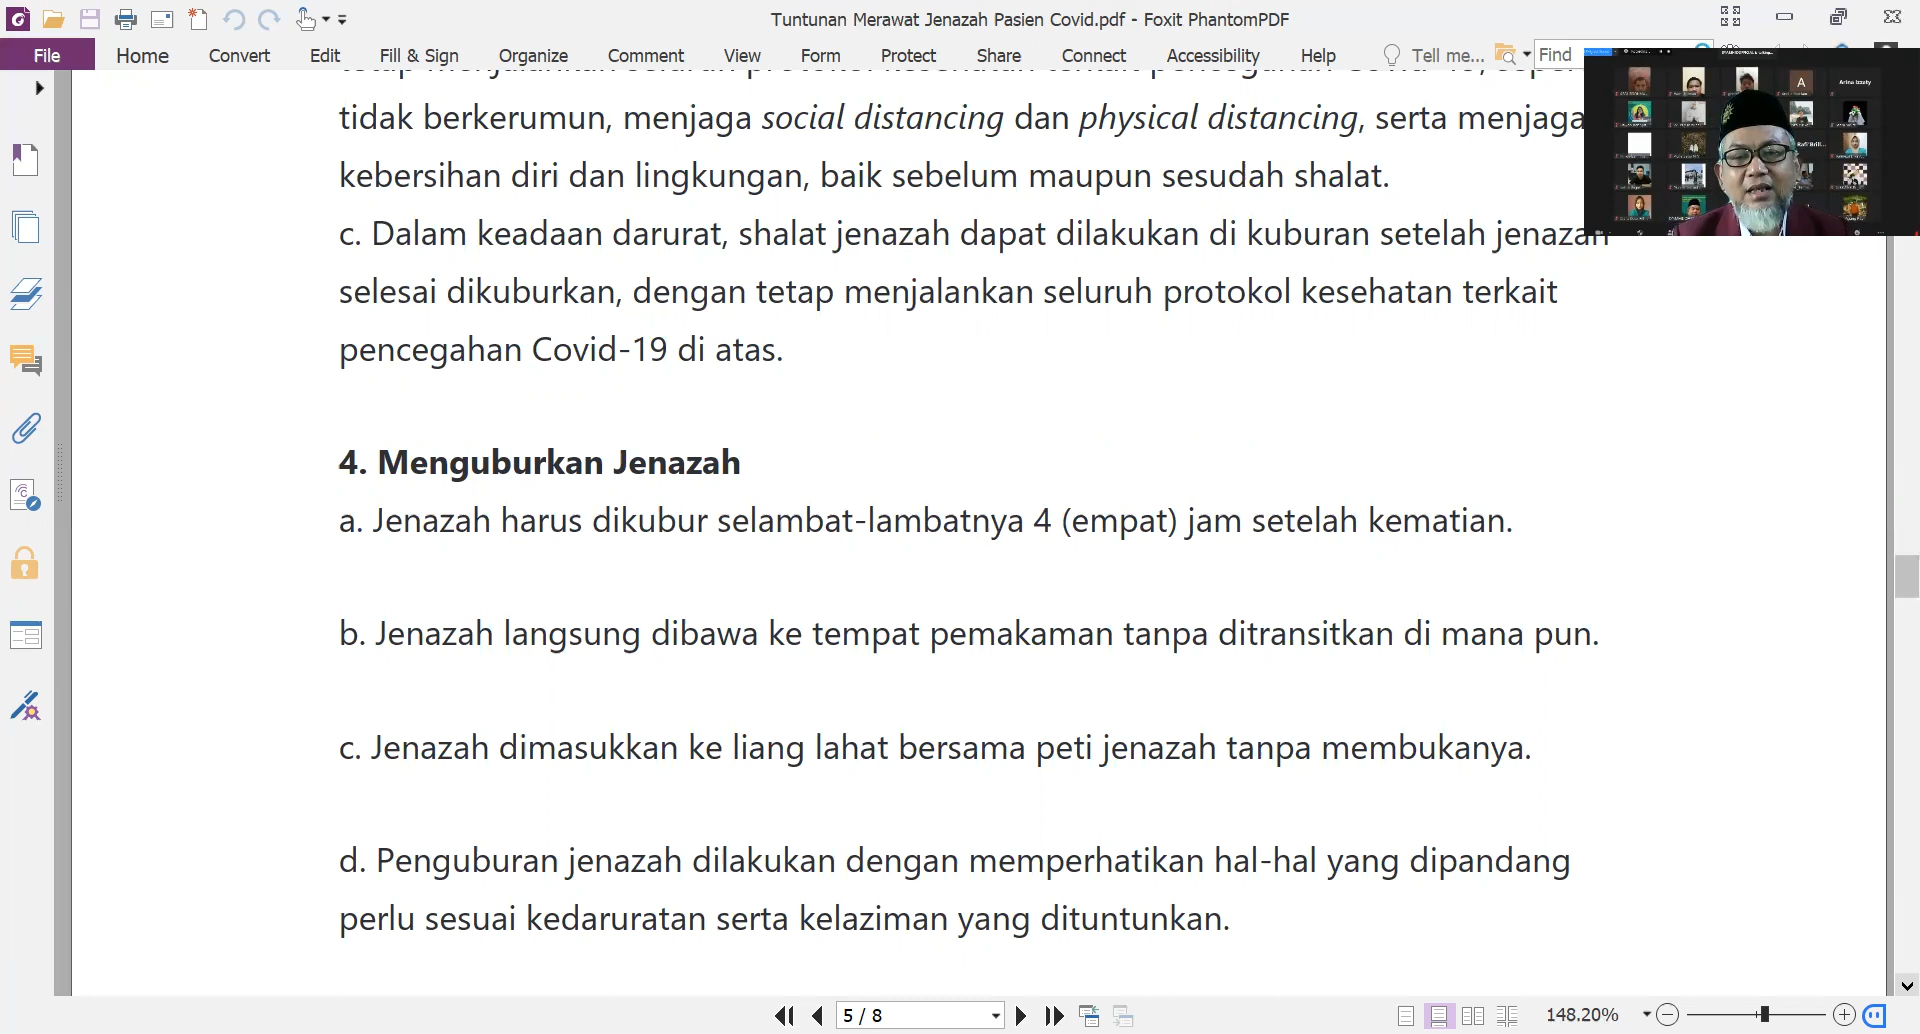 Tuntunan Merawat Jenazah Pasien Covid.pdf - Foxit PhantomPDF
File Home Convert Edit Fill & Sign Organize Comment View Form Protect Share Connect Accessibility Help Tell me... Find
tidak berkerumun, menjaga social distancing dan physical distancing, serta menjaga
kebersihan diri dan lingkungan, baik sebelum maupun sesudah shalat.
c. Dalam keadaan darurat, shalat jenazah dapat dilakukan di kuburan setelah jenazah
selesai dikuburkan, dengan tetap menjalankan seluruh protokol kesehatan terkait
pencegahan Covid-19 di atas.
4. Menguburkan Jenazah
a. Jenazah harus dikubur selambat-lambatnya 4 (empat) jam setelah kematian.
b. Jenazah langsung dibawa ke tempat pemakaman tanpa ditransitkan di mana pun.
c. Jenazah dimasukkan ke liang lahat bersama peti jenazah tanpa membukanya.
d. Penguburan jenazah dilakukan dengan memperhatikan hal-hal yang dipandang
perlu sesuai kedaruratan serta kelaziman yang dituntunkan.
A
Arina Izzaty
5 / 8
148.20%